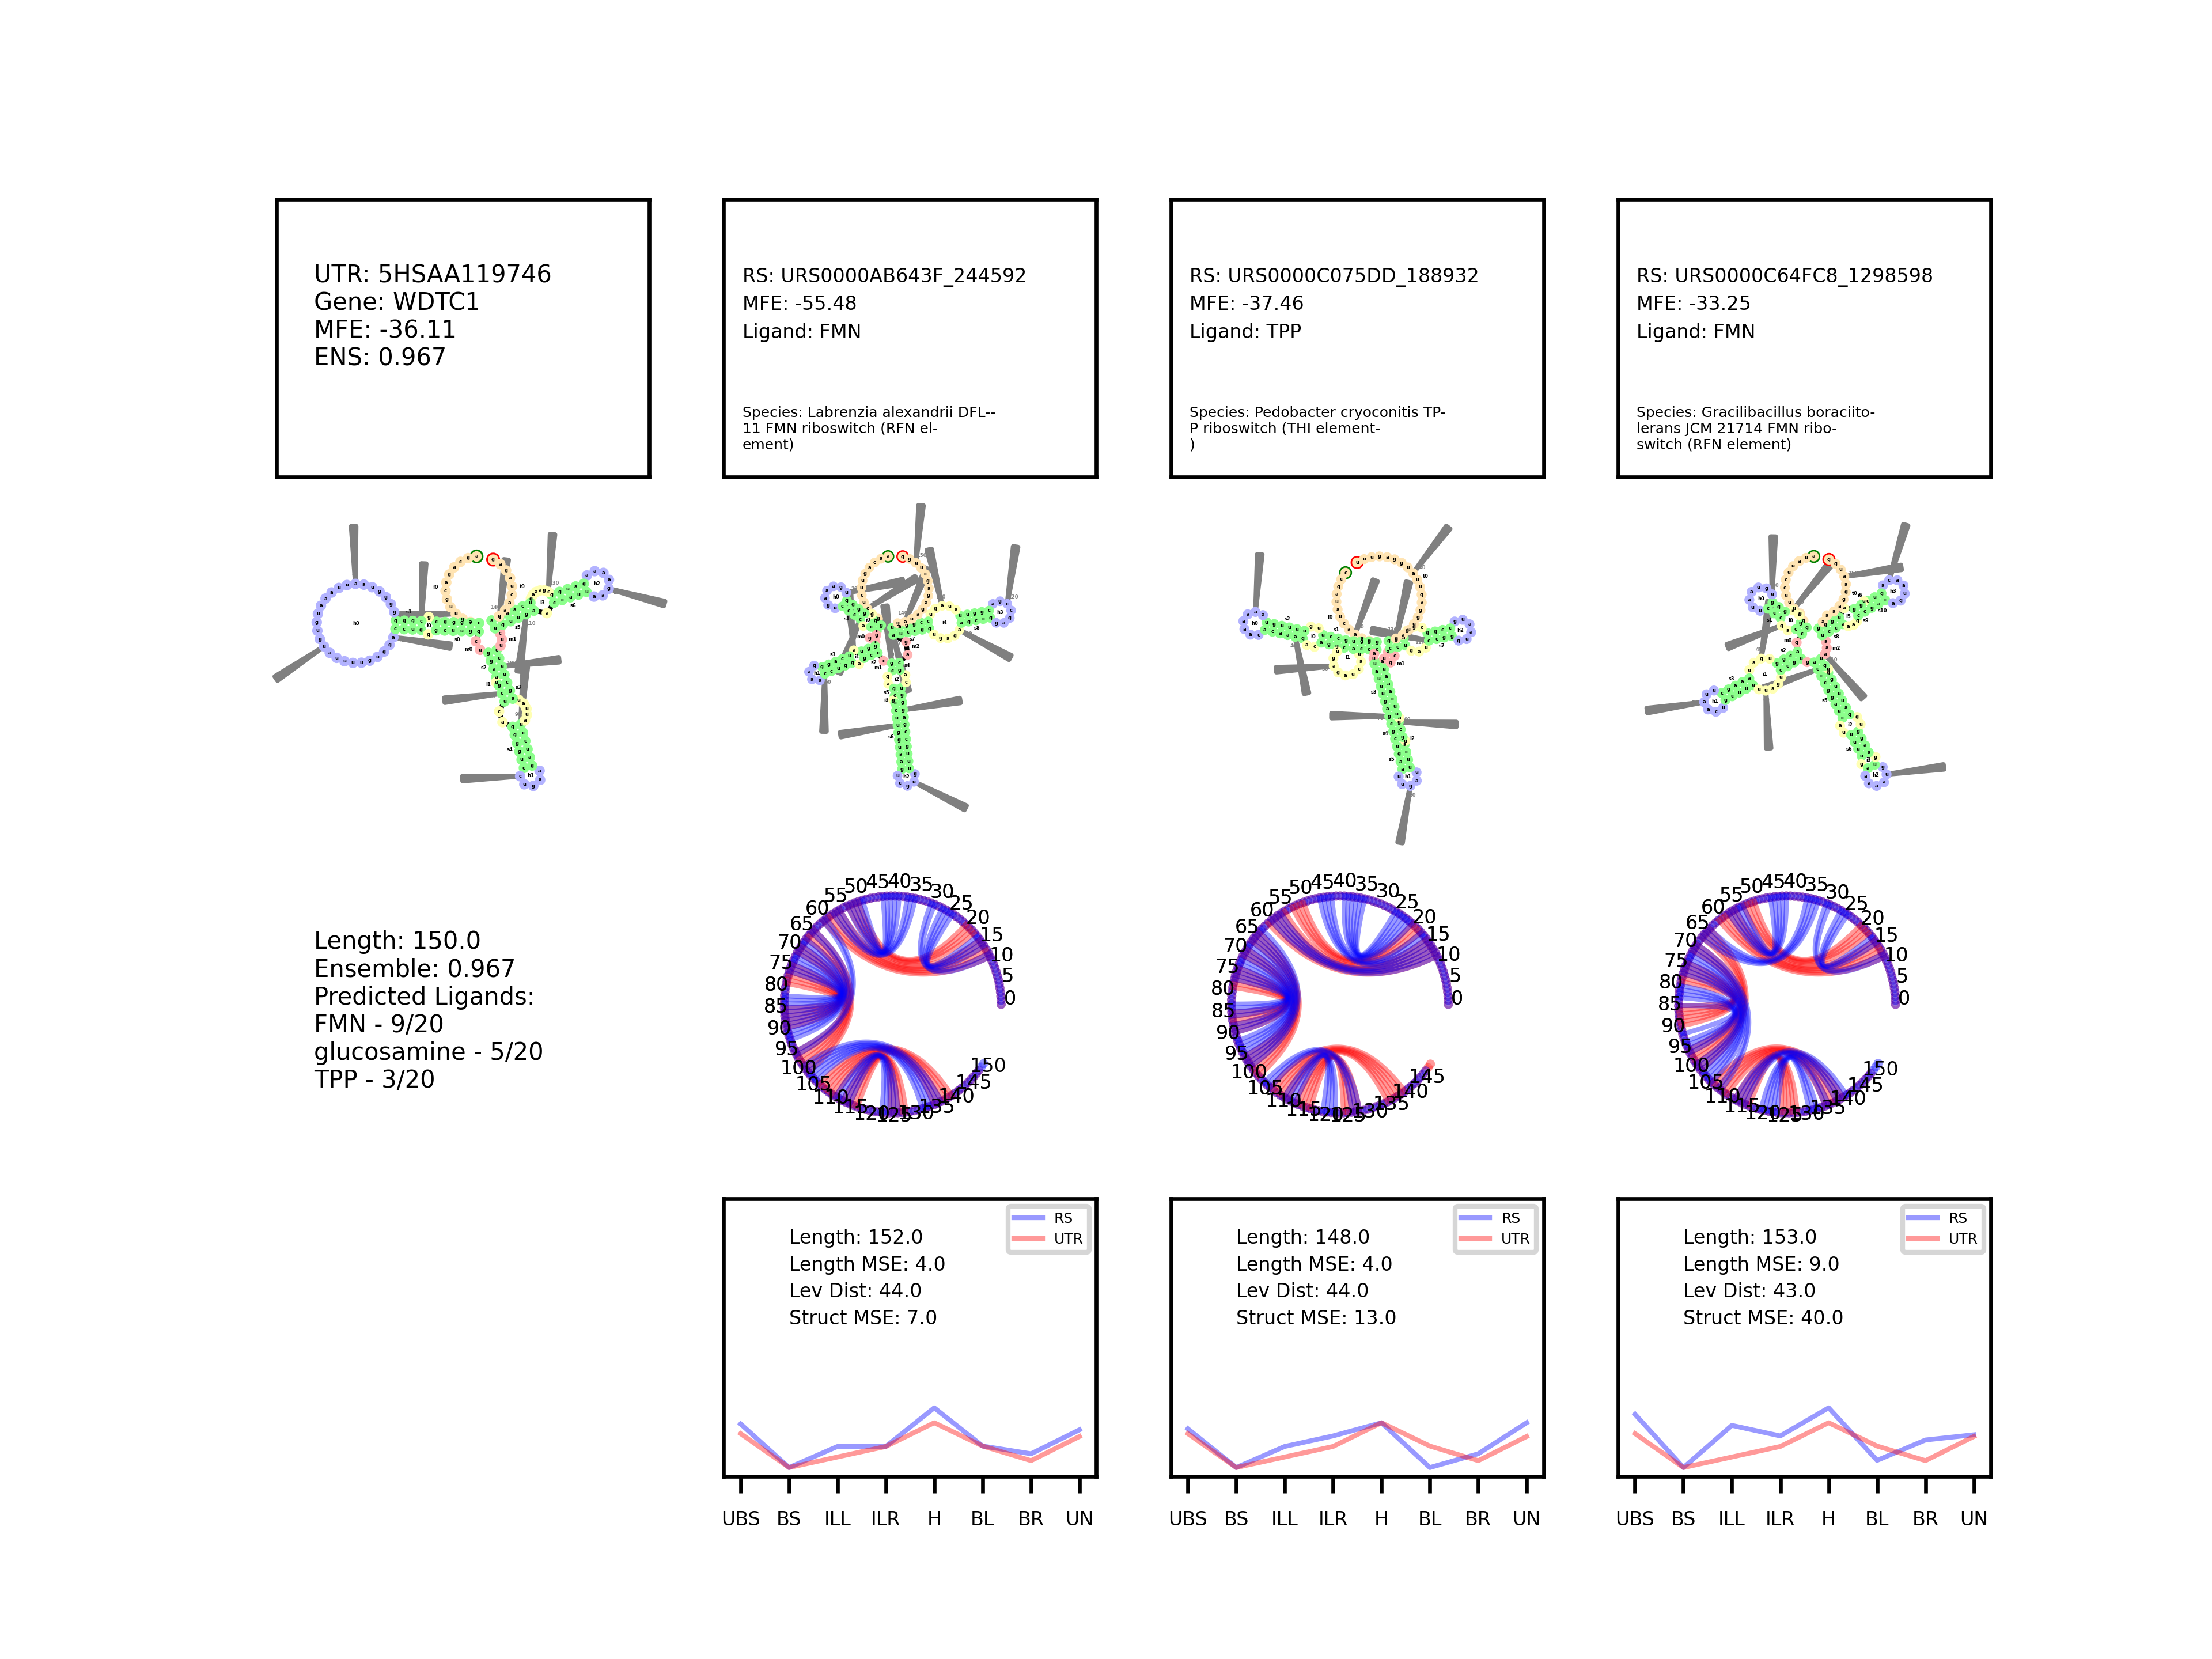 UTR: 5HSAA119746
Gene: WDTC1
MFE: -36.11
ENS: 0.967
RS: URS0000AB643F_244592
MFE: -55.48
Ligand: FMN
Species: Labrenzia alexandrii DFL--
11 FMN riboswitch (RFN el-
ement)
RS: URS0000C075DD_188932
MFE: -37.46
Ligand: TPP
Species: Pedobacter cryoconitis TP-
P riboswitch (THI element-
)
RS: URS0000C64FC8_1298598
MFE: -33.25
Ligand: FMN
Species: Gracilibacillus boraciito-
lerans JCM 21714 FMN ribo-
switch (RFN element)
Length: 150.0
Ensemble: 0.967
Predicted Ligands:
FMN - 9/20
glucosamine - 5/20
TPP - 3/20
0 5 10 15 20 25 30 35 40 45 50 55 60 65 70 75 80 85 90 95 100 105 110 115 120 125 130 135 140 145 150
0 5 10 15 20 25 30 35 40 45 50 55 60 65 70 75 80 85 90 95 100 105 110 115 120 125 130 135 140 145
0 5 10 15 20 25 30 35 40 45 50 55 60 65 70 75 80 85 90 95 100 105 110 115 120 125 130 135 140 145 150
RS
UTR
Length: 152.0
Length MSE: 4.0
Lev Dist: 44.0
Struct MSE: 7.0
UBS BS ILL ILR H BL BR UN
RS
UTR
Length: 148.0
Length MSE: 4.0
Lev Dist: 44.0
Struct MSE: 13.0
UBS BS ILL ILR H BL BR UN
RS
UTR
Length: 153.0
Length MSE: 9.0
Lev Dist: 43.0
Struct MSE: 40.0
UBS BS ILL ILR H BL BR UN